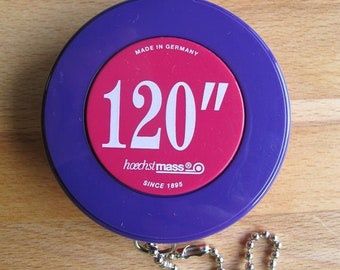 MADE IN GERMANY
120"
hoechstmass®
SINCE 1895